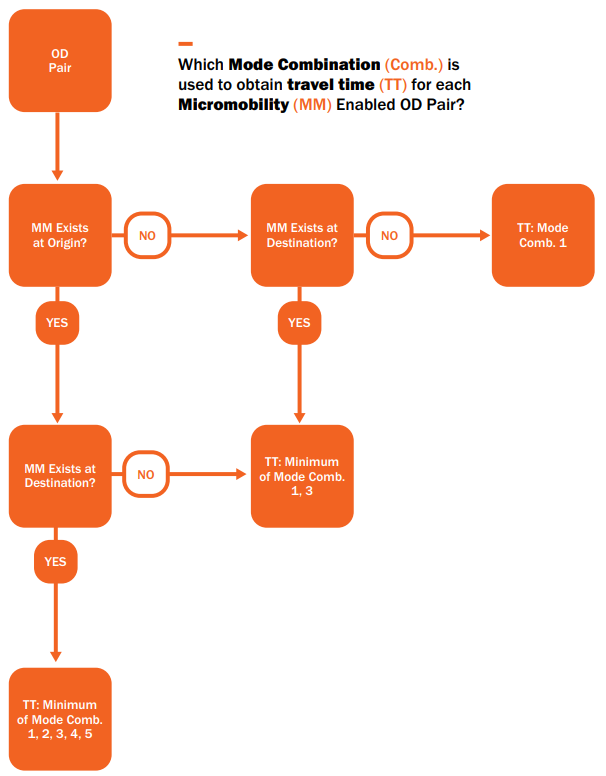 OD
Pair
Which Mode Combination (Comb.) is
used to obtain travel time (TT) for each
Micromobility (MM) Enabled OD Pair?
MM Exists
at Origin?
NO
MM Exists at
Destination?
NO
TT: Mode
Comb. 1
YES
YES
MM Exists at
Destination?
NO
TT: Minimum
of Mode Comb.
1, 3
YES
TT: Minimum
of Mode Comb.
1, 2, 3, 4, 5